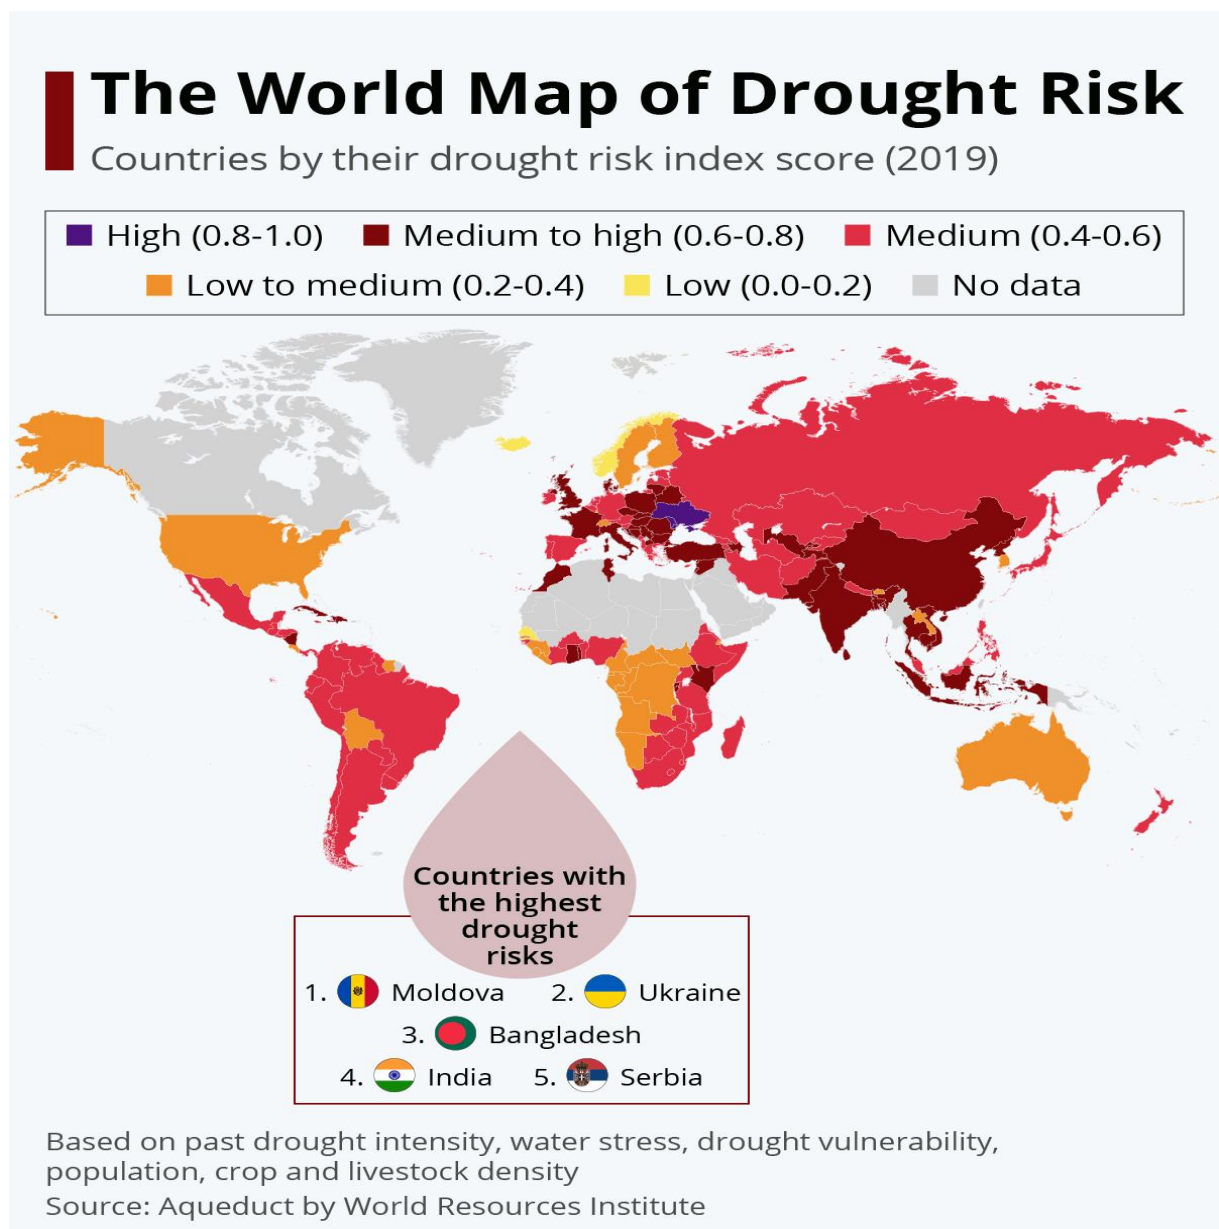 The World Map of Drought Risk
Countries by their drought risk index score (2019)
High (0.8-1.0) Medium to high (0.6-0.8) Medium (0.4-0.6)
Low to medium (0.2-0.4) Low (0.0-0.2) No data
Countries with
the highest
drought
risks
1. Moldova 2. Ukraine
3. Bangladesh
4. India 5. Serbia
Based on past drought intensity, water stress, drought vulnerability,
population, crop and livestock density
Source: Aqueduct by World Resources Institute